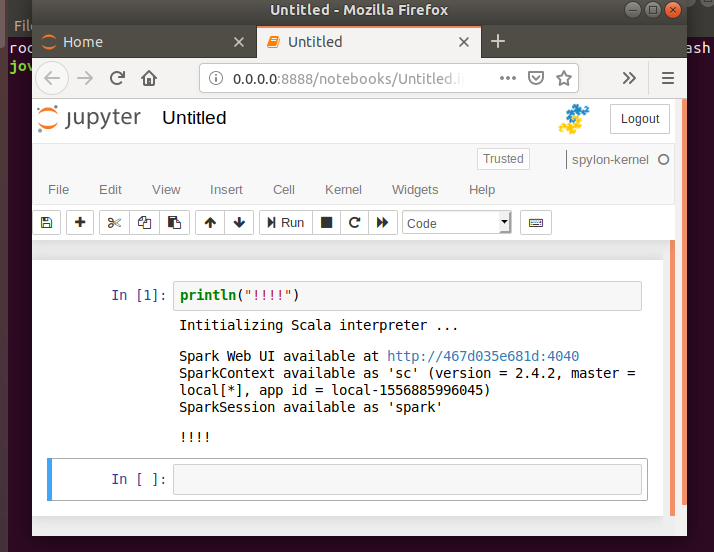 Untitled - Mozilla Firefox
File
Home
Untitled
ash
jov
0.0.0.0:8888/notebooks/Untitled.i
jupyter Untitled
Logout
Trusted
spylon-kernel
File Edit View Insert Cell Kernel Widgets Help
Run
Code
In [1]: println("!!!!")
Intitializing Scala interpreter ...
Spark Web UI available at http://467d035e681d:4040
SparkContext available as 'sc' (version = 2.4.2, master =
local[*], app id = local-1556885996045)
SparkSession available as 'spark'
!!!!
In [ ]: